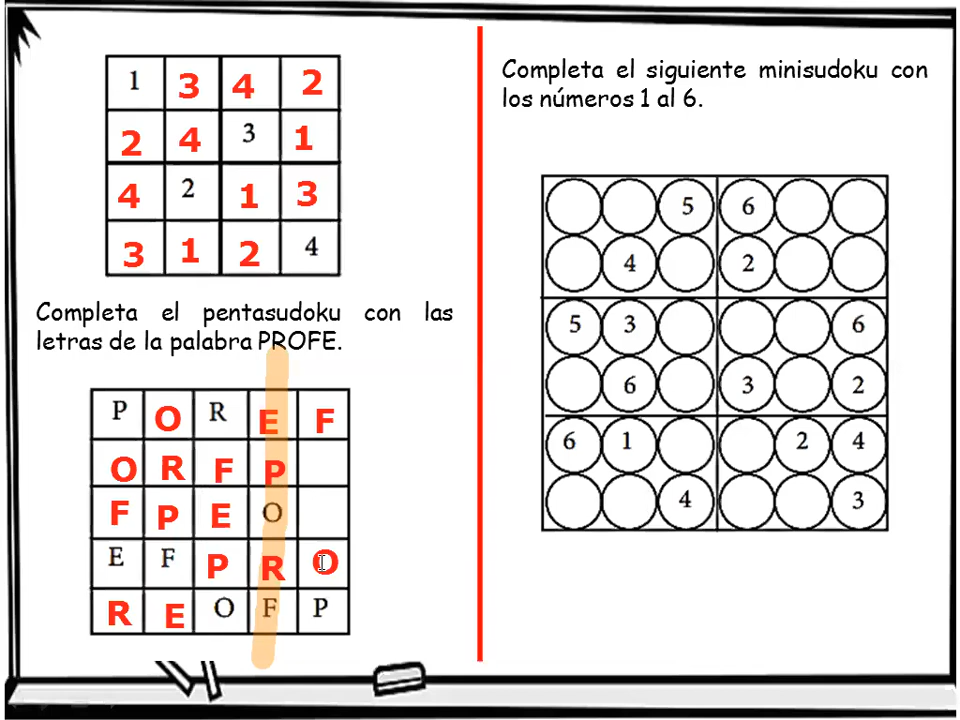 1 3 4 2
2 4 3 1
4 2 1 3
3 1 2 4
Completa el pentasudoku con las
letras de la palabra PROFE.
P O R E F
O R F P
F P E O
E F P R O
R E O F P
Completa el siguiente minisudoku con
los números 1 al 6.
5 6
4 2
5 3 6
6 3 2
6 1 2 4
4 3